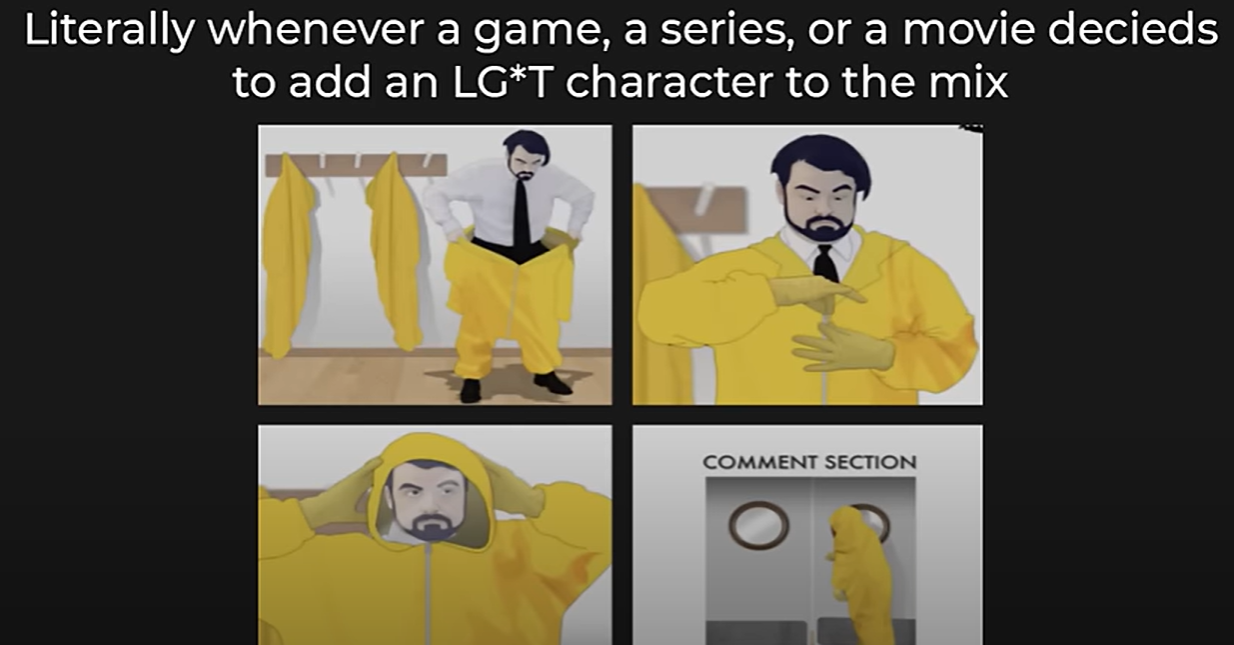 Literally whenever a game, a series, or a movie decieds
to add an LG*T character to the mix
COMMENT SECTION